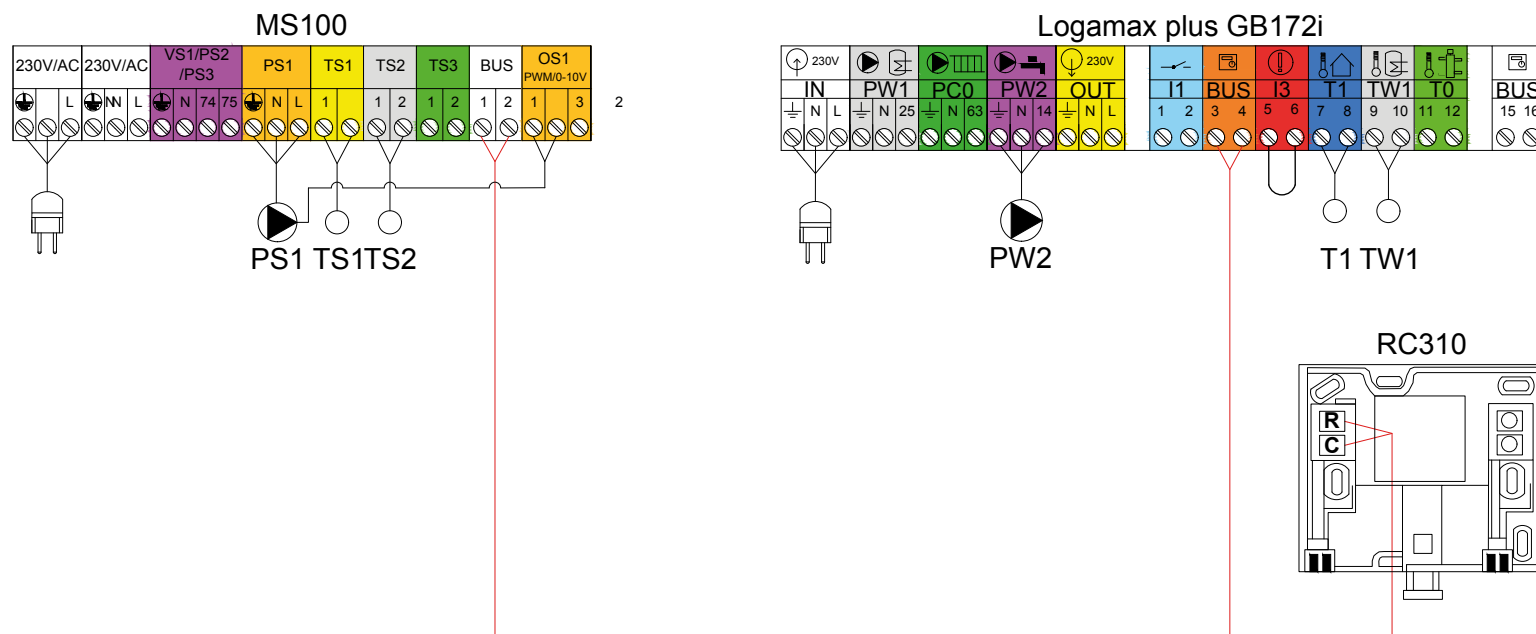 MS100
230V/AC 230V/AC VS1/PS2 /PS3 PS1 TS1 TS2 TS3 BUS OS1 PWM/0-10V
L N N L N 74 75 N L 1 1 2 1 2 1 2 1 3 2
PS1 TS1 TS2
Logamax plus GB172i
230V 230V
IN PW1 PC0 PW2 OUT I1 BUS I3 T1 TW1 T0 BUS
N L N 25 N 63 N 14 N L 1 2 3 4 5 6 7 8 16 9 10 11 12 15 16
PW2
T1 TW1
RC310
R
C